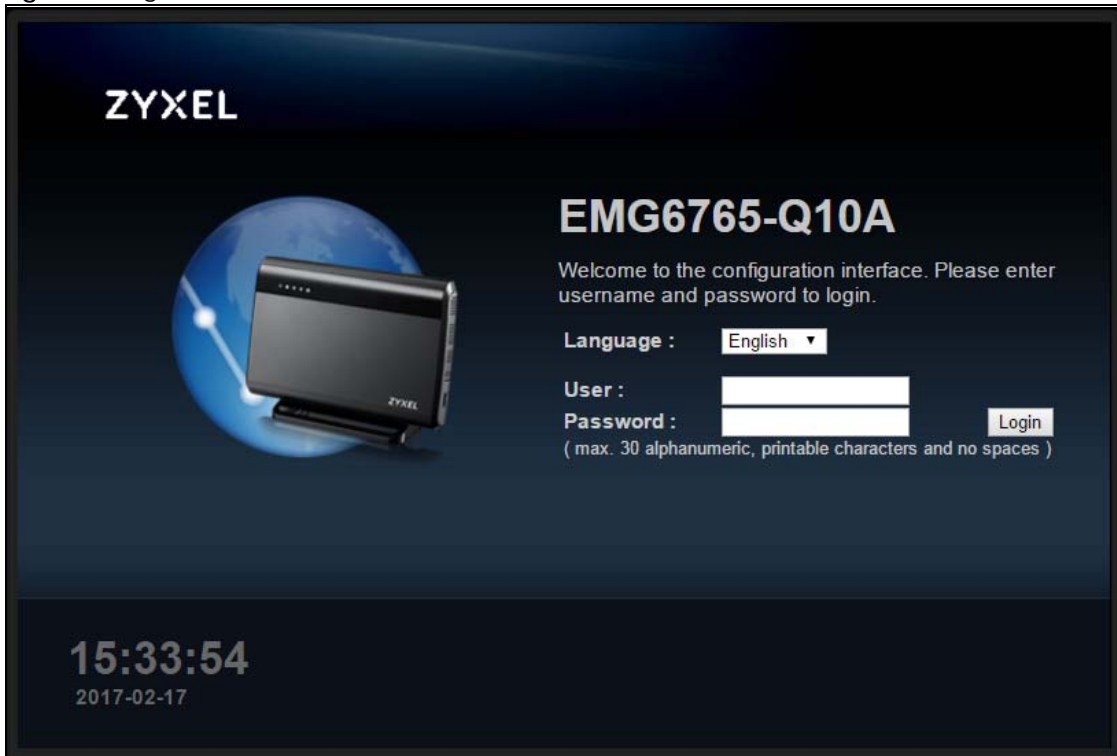 ZYXEL
EMG6765-Q10A
Welcome to the configuration interface. Please enter
username and password to login.
Language :
English
User :
Password :
Login
( max. 30 alphanumeric, printable characters and no spaces )
ZYXEL
15:33:54
2017-02-17